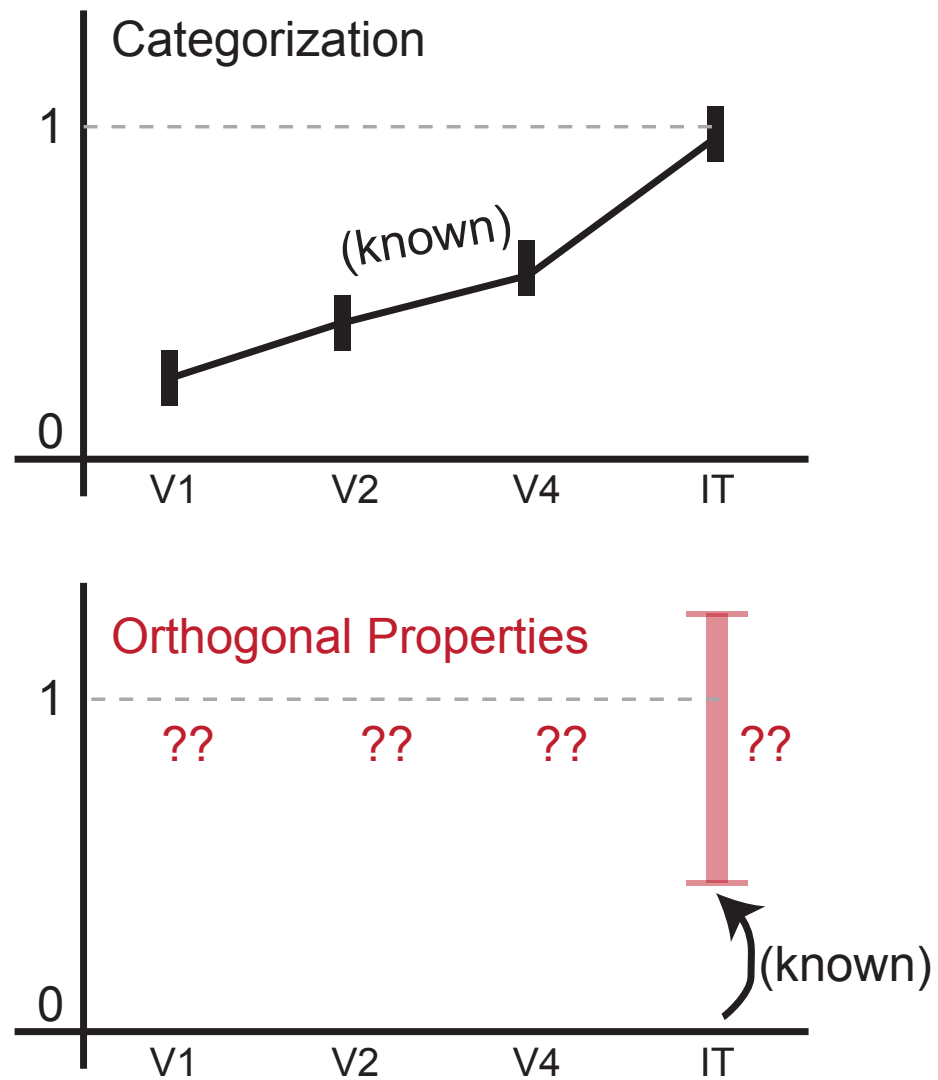 Categorization
1
(known)
0
V1 V2 V4 IT
Orthogonal Properties
1
?? ?? ?? ??
(known)
0
V1 V2 V4 IT